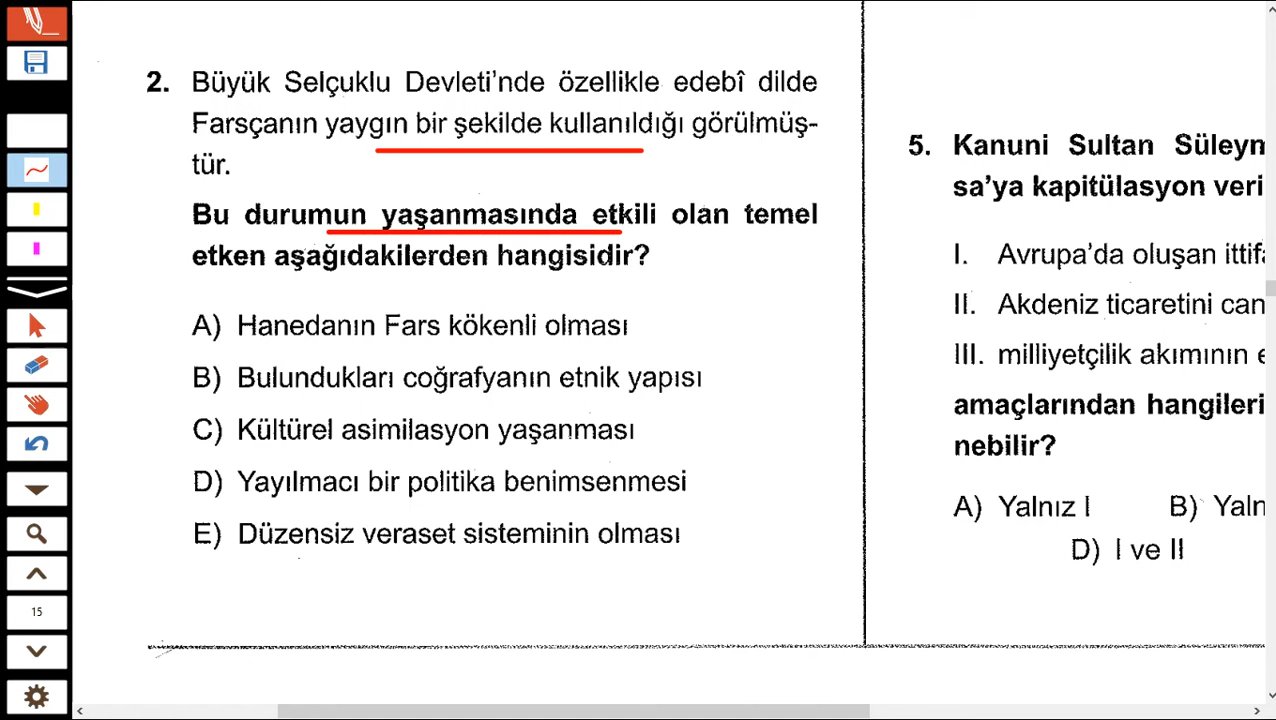 2. Büyük Selçuklu Devleti'nde özellikle edebî dilde
Farsçanın yaygın bir şekilde kullanıldığı görülmüş-
tür.
Bu durumun yaşanmasında etkili olan temel
etken aşağıdakilerden hangisidir?
A) Hanedanın Fars kökenli olması
B) Bulundukları coğrafyanın etnik yapısı
C) Kültürel asimilasyon yaşanması
D) Yayılmacı bir politika benimsenmesi
E) Düzensiz veraset sisteminin olması
5. Kanuni Sultan Süleym
sa'ya kapitülasyon veri
I. Avrupa'da oluşan ittifa
II. Akdeniz ticaretini can
III. milliyetçilik akımının e
amaçlarından hangileri
nebilir?
A) Yalnız I B) Yaln
D) I ve II
15